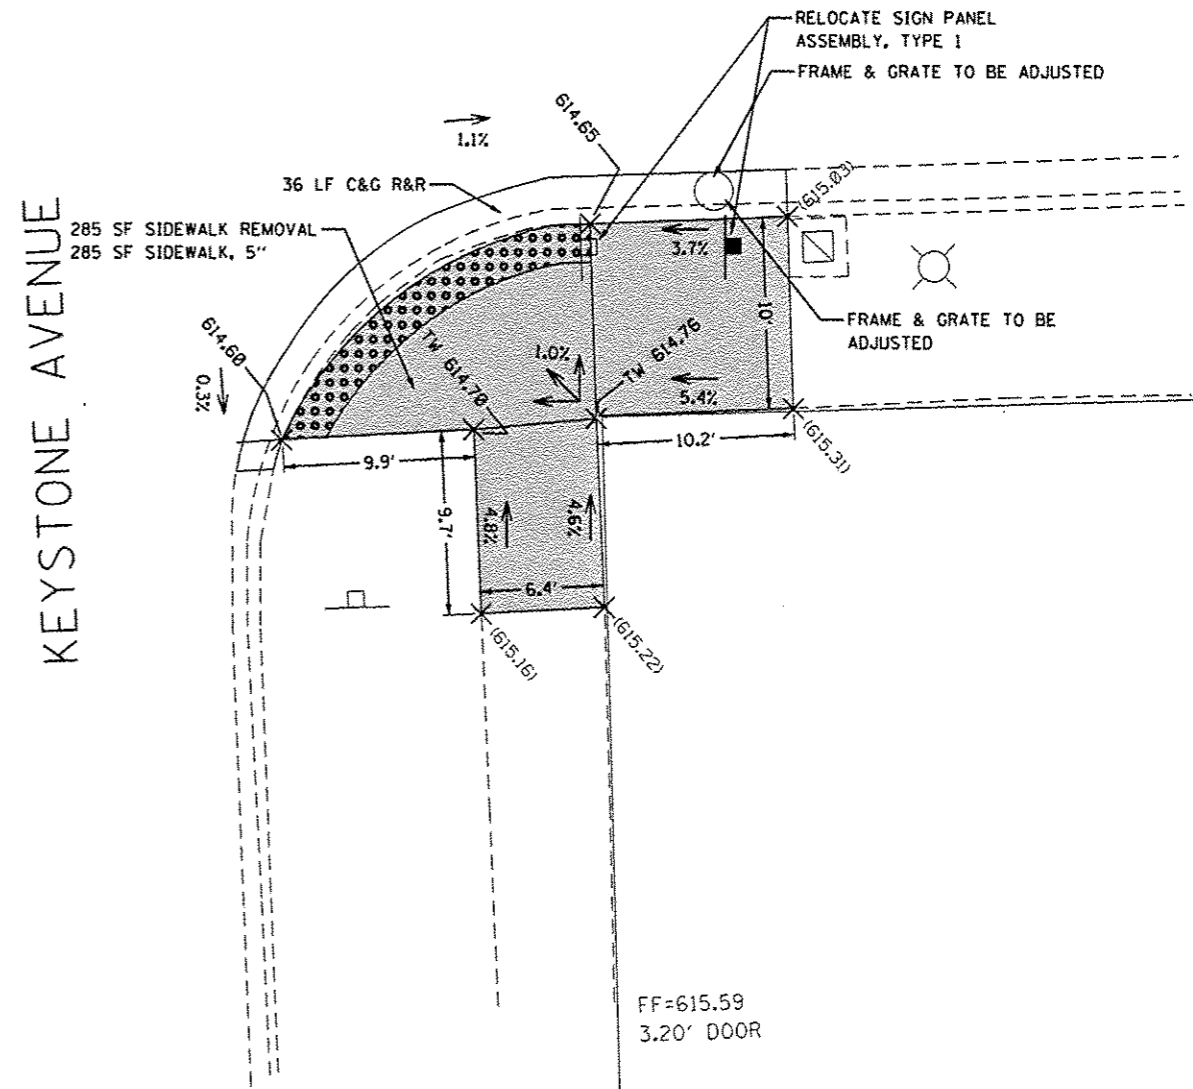 RELOCATE SIGN PANEL
ASSEMBLY, TYPE 1
FRAME & GRATE TO BE ADJUSTED
614.65
1.1%
36 LF C&G R&R
(615.03)
KEYSTONE AVENUE
285 SF SIDEWALK REMOVAL
285 SF SIDEWALK, 5"
3.7%
10'
FRAME & GRATE TO BE
ADJUSTED
614.60
0.3%
TW 614.70
1.0%
TW 614.76
5.4%
10.2'
(615.31)
9.9'
9.7'
4.8%
4.6%
6.4'
(615.16)
(615.22)
FF=615.59
3.20' DOOR